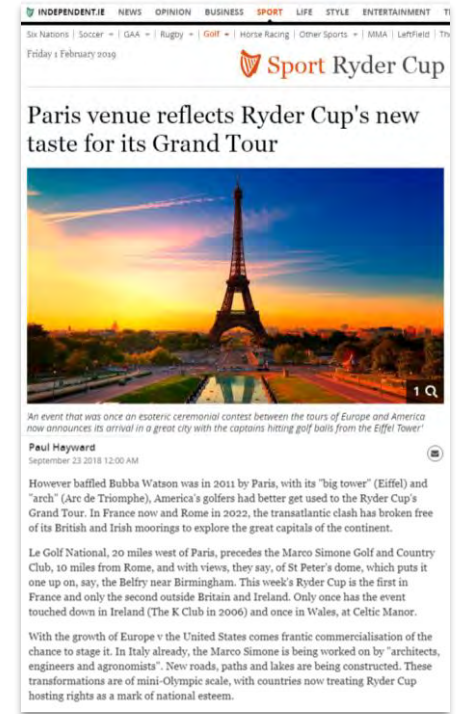 INDEPENDENT.IE NEWS OPINION BUSINESS SPORT LIFE STYLE ENTERTAINMENT
Six Nations | Soccer | GAA | Rugby | Golf | Horse Racing | Other Sports | MMA | LeftField |
Friday 1 February 2019
Sport Ryder Cup
Paris venue reflects Ryder Cup's new
taste for its Grand Tour
1
'An event that was once an esoteric ceremonial contest between the tours of Europe and America
now announces its arrival in a great city with the captains hitting golf balls from the Eiffel Tower'
Paul Hayward
September 23 2018 12:00 AM
However baffled Bubba Watson was in 2011 by Paris, with its "big tower" (Eiffel) and
"arch" (Arc de Triomphe), America's golfers had better get used to the Ryder Cup's
Grand Tour. In France now and Rome in 2022, the transatlantic clash has broken free
of its British and Irish moorings to explore the great capitals of the continent.
Le Golf National, 20 miles west of Paris, precedes the Marco Simone Golf and Country
Club, 10 miles from Rome, and with views, they say, of St Peter's dome, which puts it
one up on, say, the Belfry near Birmingham. This week's Ryder Cup is the first in
France and only the second outside Britain and Ireland. Only once has the event
touched down in Ireland (The K Club in 2006) and once in Wales, at Celtic Manor.
With the growth of Europe v the United States comes frantic commercialisation of the
chance to stage it. In Italy already, the Marco Simone is being worked on by "architects,
engineers and agronomists". New roads, paths and lakes are being constructed. These
transformations are of mini-Olympic scale, with countries now treating Ryder Cup
hosting rights as a mark of national esteem.